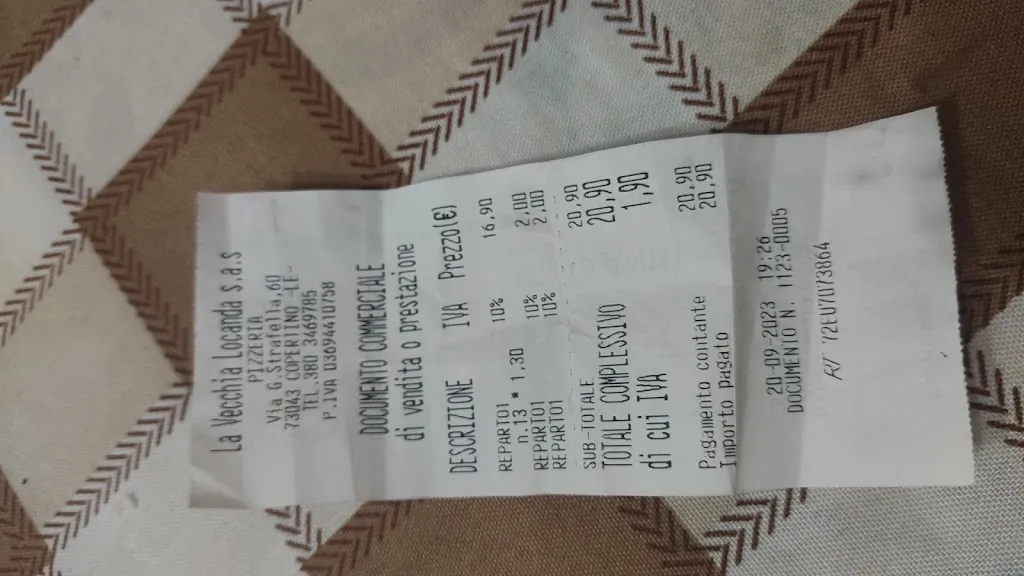 La Vecchia Locanda s.a.s
PIZZERIA
Via G.Strafella,60
73043 COPERTINO -LE-
TEL.380 3469785
P.IVA 03694410758
DOCUMENTO COMMERCIALE
di vendita o prestazione
DESCRIZIONE IVA Prezzo(€)
REPARTO1 10% 16,90
n.13 * 1,30
REPARTO1 10% 2,00
REPARTO1 10% 2,00
SUB-TOTALE 20,90
TOTALE COMPLESSIVO 20,90
di cui IVA 1,90
Pagamento contante 20,90
Importo pagato 20,90
20-09-2023 19:26
DOCUMENTO N. 1123-0005
RT 72EU7073864